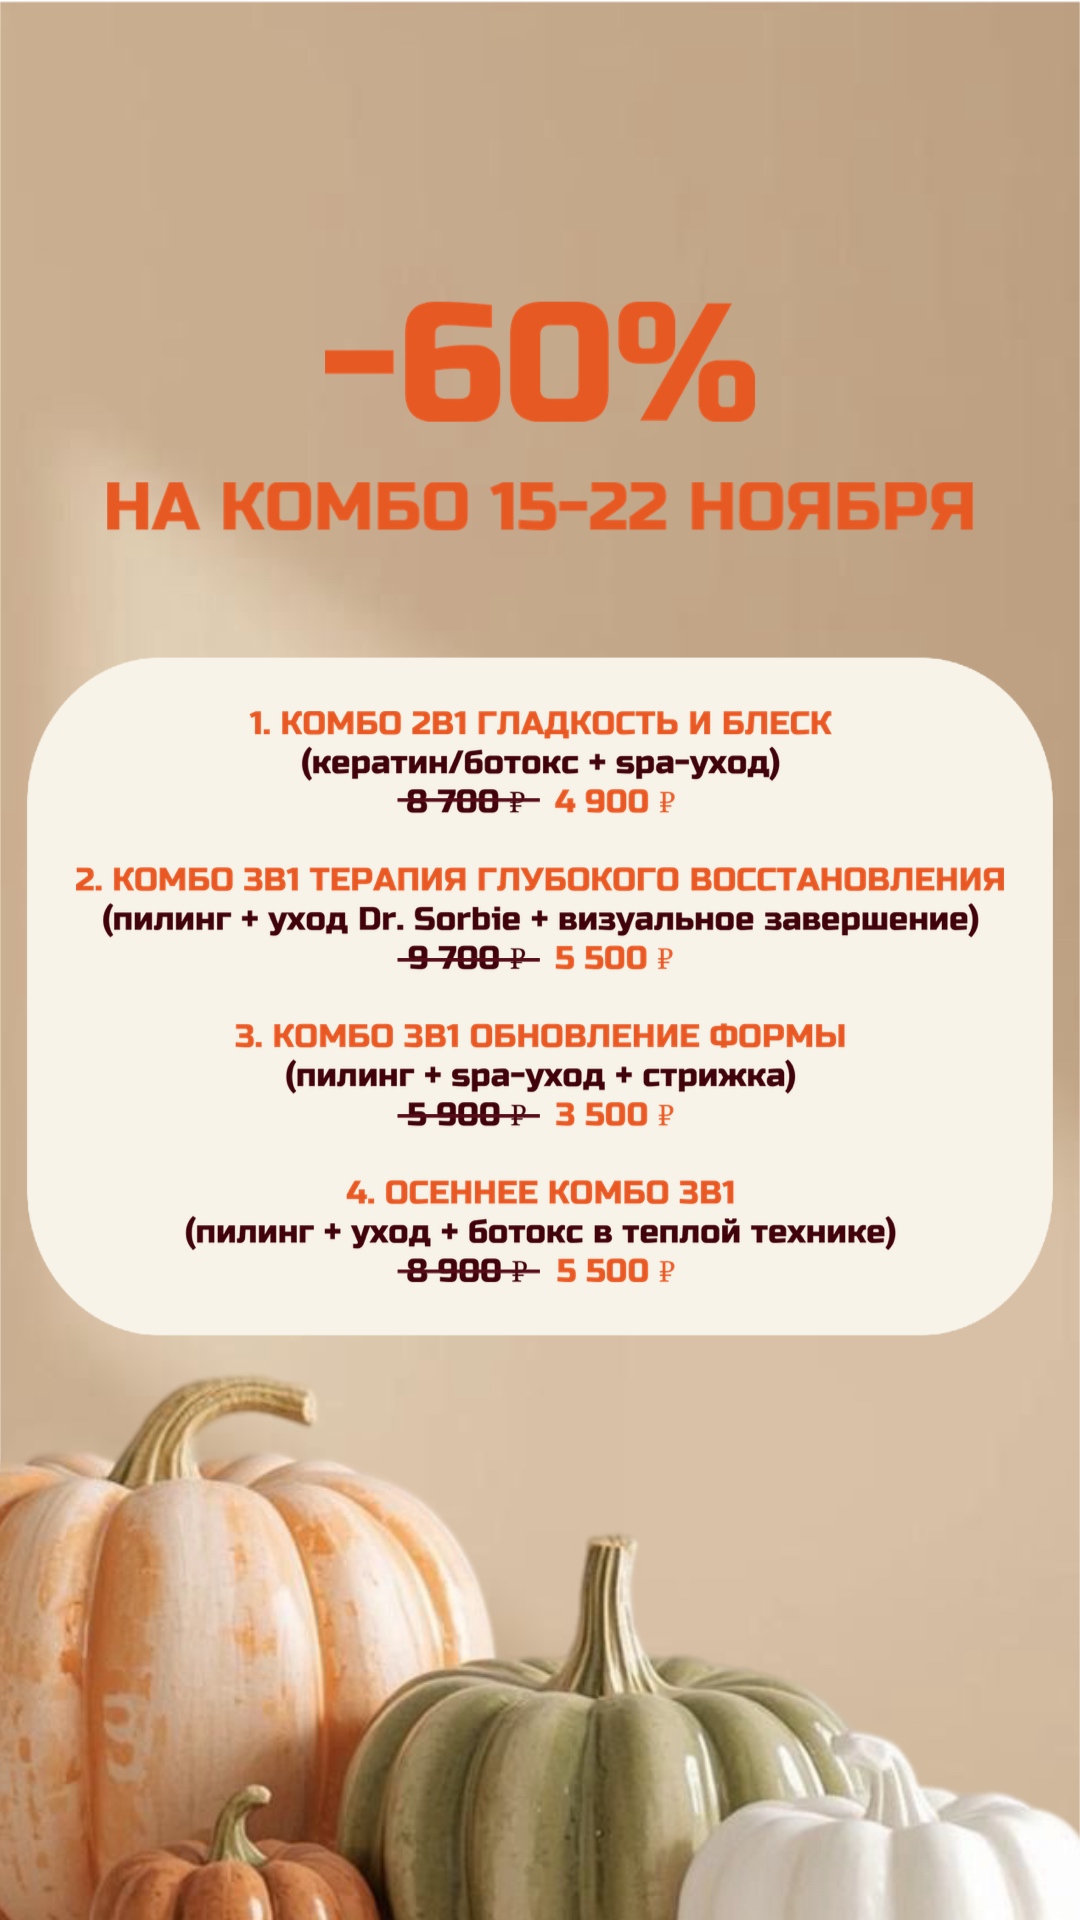 -60%
НА КОМБО 15-22 НОЯБРЯ
1. КОМБО 2В1 ГЛАДКОСТЬ И БЛЕСК
(кератин/ботокс + spa-уход)
8 700 ₽ 4 900 ₽
2. КОМБО 3В1 ТЕРАПИЯ ГЛУБОКОГО ВОССТАНОВЛЕНИЯ
(пилинг + уход Dr. Sorbie + визуальное завершение)
9 700 ₽ 5 500 ₽
3. КОМБО 3В1 ОБНОВЛЕНИЕ ФОРМЫ
(пилинг + spa-уход + стрижка)
5 900 ₽ 3 500 ₽
4. ОСЕННЕЕ КОМБО 3В1
(пилинг + уход + ботокс в теплой технике)
8 900 ₽ 5 500 ₽